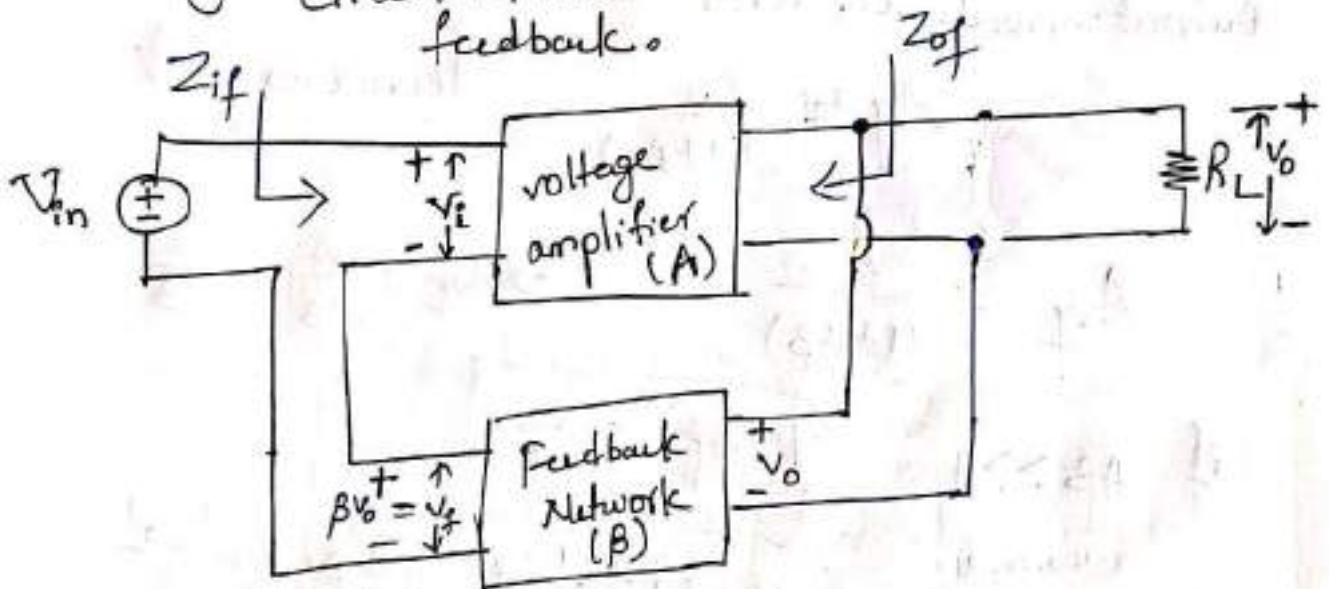 feedback.
Zif
Zof
Vin
+
Vi
-
voltage
amplifier
(A)
RL
+
Vo
-
+
βVo = Vf
-
Feedback
Network
(β)
+
Vo
-